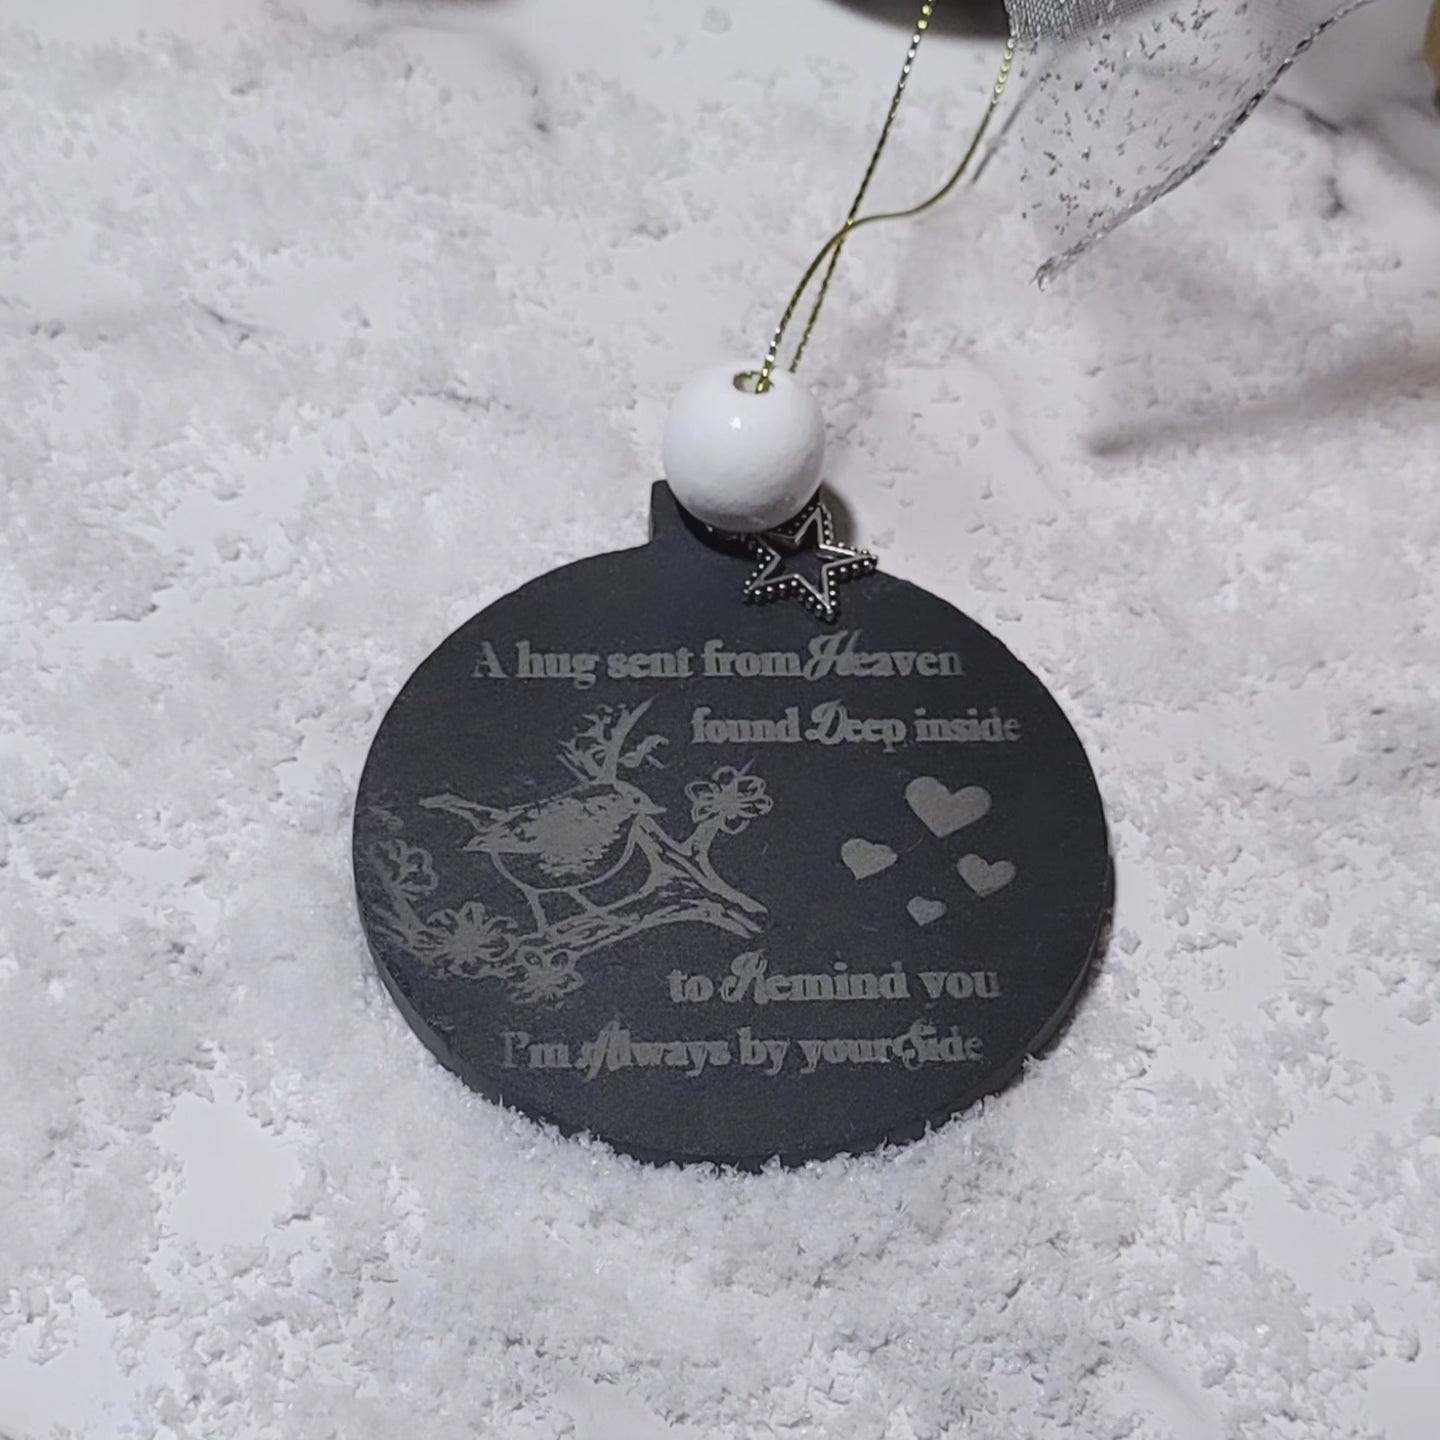 A hug sent from Heaven
found Deep inside
to Remind you
I'm Always by your Side